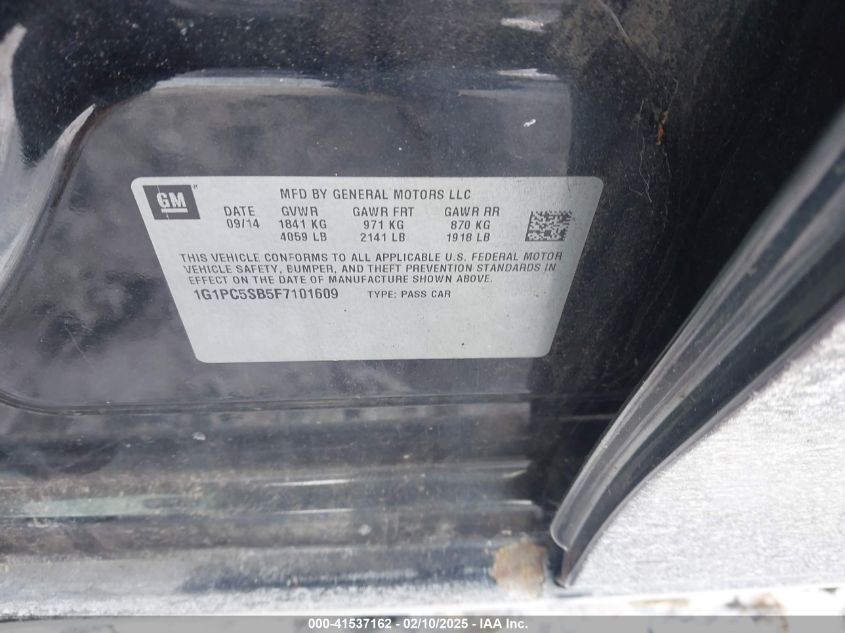 GM
MFD BY GENERAL MOTORS LLC
DATE GVWR GAWR FRT GAWR RR
09/14 1841 KG 971 KG 870 KG
4059 LB 2141 LB 1918 LB
THIS VEHICLE CONFORMS TO ALL APPLICABLE U.S. FEDERAL MOTOR
VEHICLE SAFETY, BUMPER, AND THEFT PREVENTION STANDARDS IN
EFFECT ON THE DATE OF MANUFACTURE SHOWN ABOVE.
1G1PC5SB5F7101609 TYPE: PASS CAR
000-41537162 - 02/10/2025 - IAA Inc.